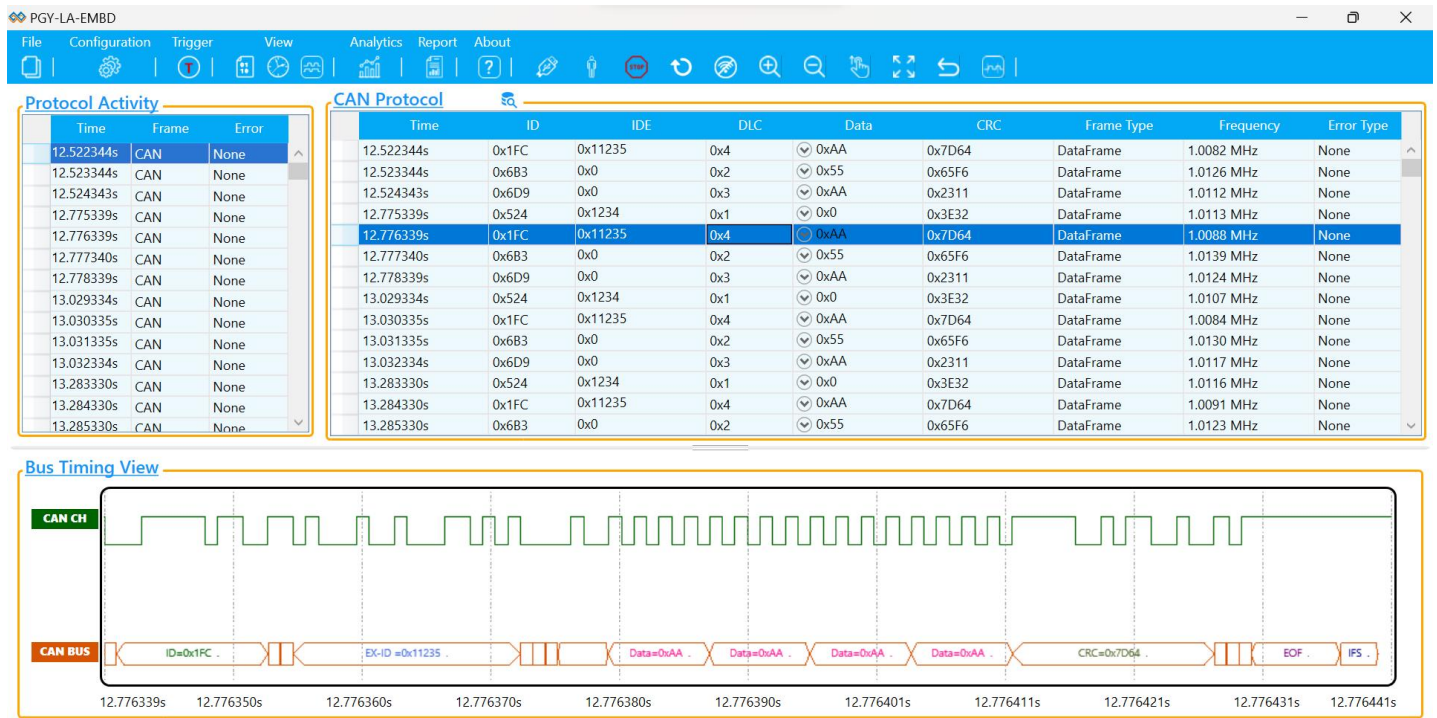 PGY-LA-EMBD
File Configuration Trigger View Analytics Report About
T STOP
Protocol Activity
Time Frame Error
12.522344s CAN None
12.523344s CAN None
12.524343s CAN None
12.775339s CAN None
12.776339s CAN None
12.777340s CAN None
12.778339s CAN None
13.029334s CAN None
13.030335s CAN None
13.031335s CAN None
13.032334s CAN None
13.283330s CAN None
13.284330s CAN None
13.285330s CAN None
CAN Protocol
Time ID IDE DLC Data CRC Frame Type Frequency Error Type
12.522344s 0x1FC 0x11235 0x4 0xAA 0x7D64 DataFrame 1.0082 MHz None
12.523344s 0x6B3 0x0 0x2 0x55 0x65F6 DataFrame 1.0126 MHz None
12.524343s 0x6D9 0x0 0x3 0xAA 0x2311 DataFrame 1.0112 MHz None
12.775339s 0x524 0x1234 0x1 0x0 0x3E32 DataFrame 1.0113 MHz None
12.776339s 0x1FC 0x11235 0x4 0xAA 0x7D64 DataFrame 1.0088 MHz None
12.777340s 0x6B3 0x0 0x2 0x55 0x65F6 DataFrame 1.0139 MHz None
12.778339s 0x6D9 0x0 0x3 0xAA 0x2311 DataFrame 1.0124 MHz None
13.029334s 0x524 0x1234 0x1 0x0 0x3E32 DataFrame 1.0107 MHz None
13.030335s 0x1FC 0x11235 0x4 0xAA 0x7D64 DataFrame 1.0084 MHz None
13.031335s 0x6B3 0x0 0x2 0x55 0x65F6 DataFrame 1.0130 MHz None
13.032334s 0x6D9 0x0 0x3 0xAA 0x2311 DataFrame 1.0117 MHz None
13.283330s 0x524 0x1234 0x1 0x0 0x3E32 DataFrame 1.0116 MHz None
13.284330s 0x1FC 0x11235 0x4 0xAA 0x7D64 DataFrame 1.0091 MHz None
13.285330s 0x6B3 0x0 0x2 0x55 0x65F6 DataFrame 1.0123 MHz None
Bus Timing View
CAN CH
CAN BUS ID=0x1FC . EX-ID =0x11235 . Data=0xAA . Data=0xAA . Data=0xAA . Data=0xAA . CRC=0x7D64 . EOF . IFS .
12.776339s 12.776350s 12.776360s 12.776370s 12.776380s 12.776390s 12.776401s 12.776411s 12.776421s 12.776431s 12.776441s